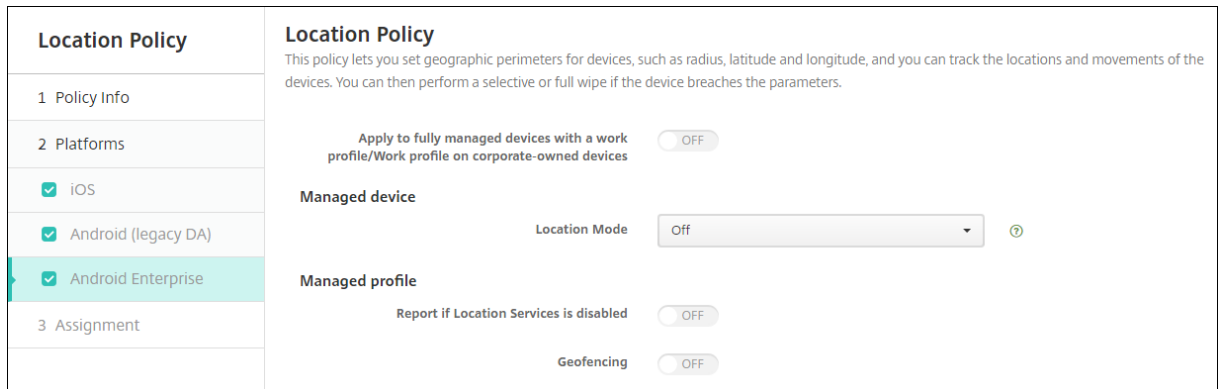 Location Policy
1 Policy Info
2 Platforms
iOS
Android (legacy DA)
Android Enterprise
3 Assignment
Location Policy
This policy lets you set geographic perimeters for devices, such as radius, latitude and longitude, and you can track the locations and movements of the
devices. You can then perform a selective or full wipe if the device breaches the parameters.
Apply to fully managed devices with a work
profile/Work profile on corporate-owned devices
OFF
Managed device
Location Mode
Off
?
Managed profile
Report if Location Services is disabled
OFF
Geofencing
OFF